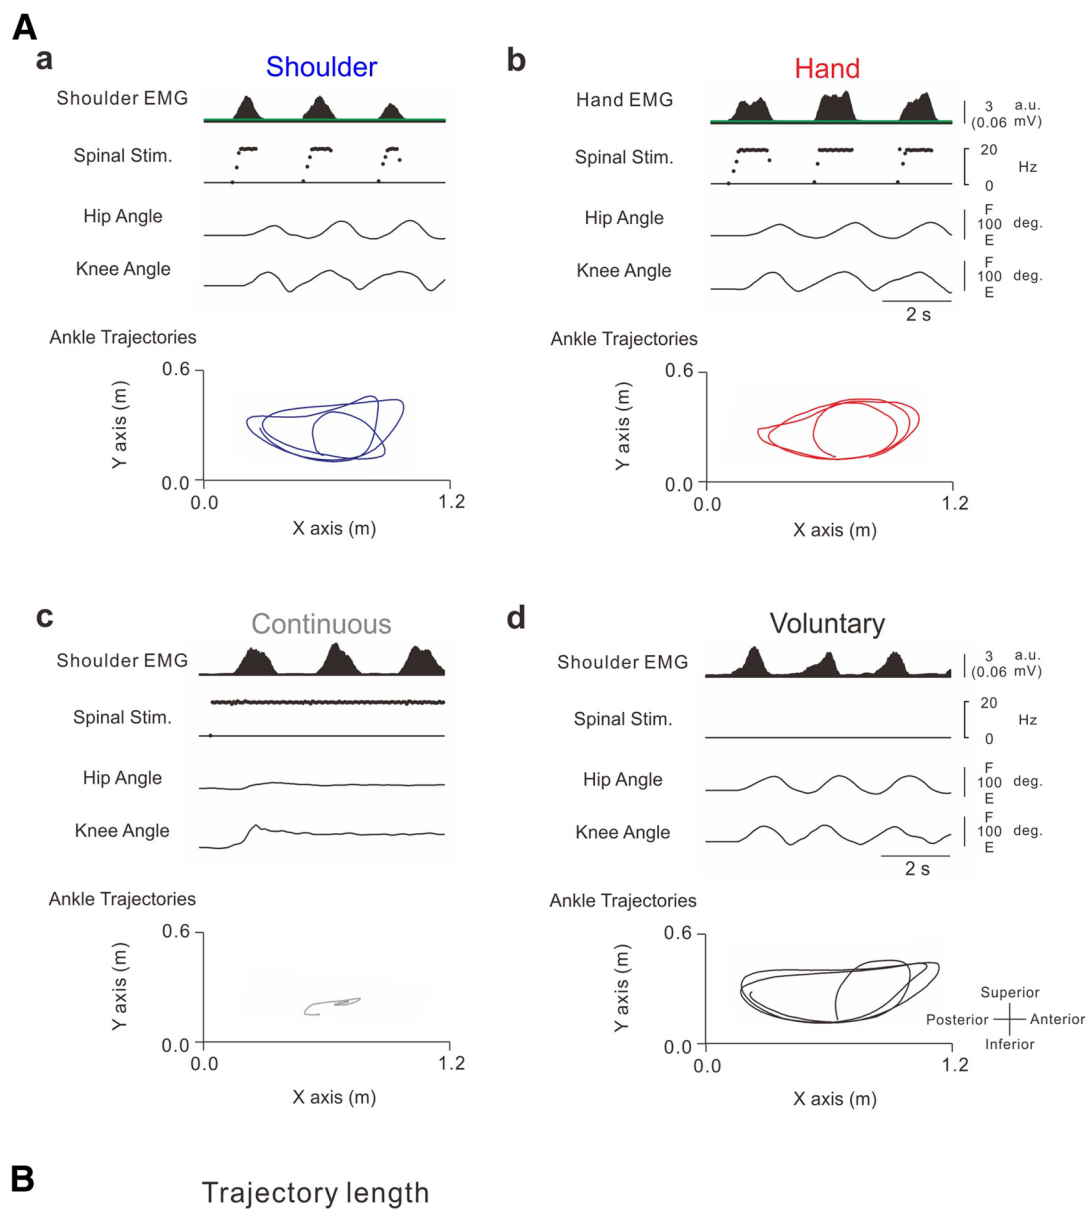 A
a
Shoulder
Shoulder EMG
Spinal Stim.
Hip Angle
Knee Angle
Ankle Trajectories
0.6
Y axis (m)
0.0
0.0
1.2
X axis (m)
b
Hand
Hand EMG
3 a.u.
(0.06 mV)
Spinal Stim.
20
Hz
0
Hip Angle
F
100 deg.
E
Knee Angle
F
100 deg.
E
2 s
Ankle Trajectories
0.6
Y axis (m)
0.0
0.0
1.2
X axis (m)
c
Continuous
Shoulder EMG
Spinal Stim.
Hip Angle
Knee Angle
Ankle Trajectories
0.6
Y axis (m)
0.0
0.0
1.2
X axis (m)
d
Voluntary
Shoulder EMG
3 a.u.
(0.06 mV)
Spinal Stim.
20
Hz
0
Hip Angle
F
100 deg.
E
Knee Angle
F
100 deg.
E
2 s
Ankle Trajectories
0.6
Y axis (m)
0.0
0.0
1.2
X axis (m)
Superior
Posterior Anterior
Inferior
B
Trajectory length